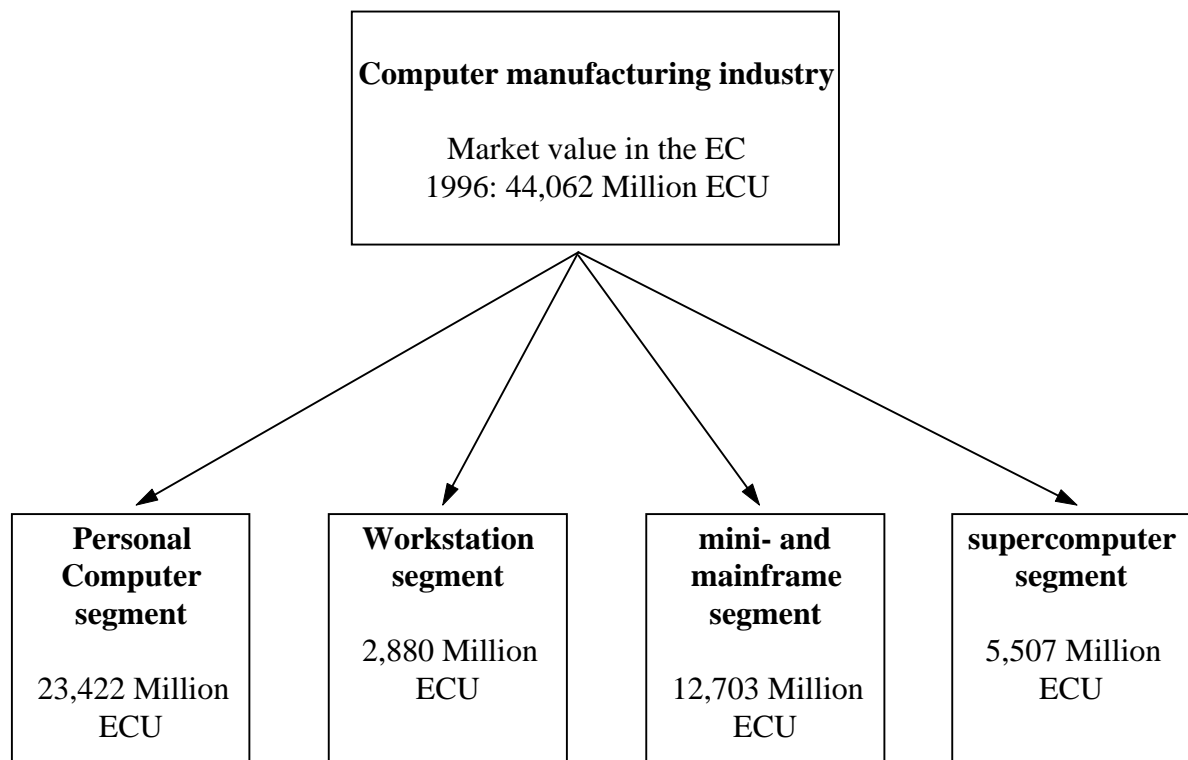 Computer manufacturing industry
Market value in the EC
1996: 44,062 Million ECU
Personal
Computer
segment
23,422 Million
ECU
Workstation
segment
2,880 Million
ECU
mini- and
mainframe
segment
12,703 Million
ECU
supercomputer
segment
5,507 Million
ECU